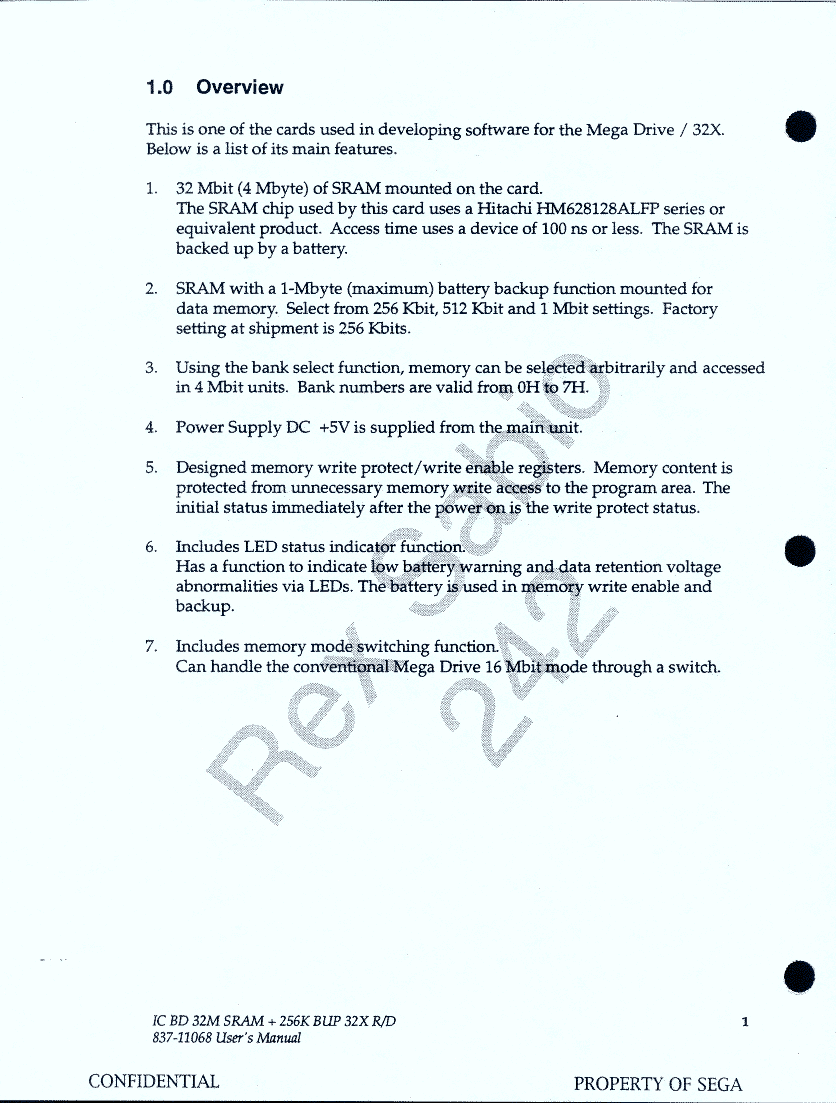 1.0 Overview
This is one of the cards used in developing software for the Mega Drive / 32X.
Below is a list of its main features.
1. 32 Mbit (4 Mbyte) of SRAM mounted on the card.
The SRAM chip used by this card uses a Hitachi HM628128ALFP series or
equivalent product. Access time uses a device of 100 ns or less. The SRAM is
backed up by a battery.
2. SRAM with a 1-Mbyte (maximum) battery backup function mounted for
data memory. Select from 256 Kbit, 512 Kbit and 1 Mbit settings. Factory
setting at shipment is 256 Kbits.
3. Using the bank select function, memory can be selected arbitrarily and accessed
in 4 Mbit units. Bank numbers are valid from 0H to 7H.
4. Power Supply DC +5V is supplied from the main unit.
5. Designed memory write protect/write enable registers. Memory content is
protected from unnecessary memory write access to the program area. The
initial status immediately after the power on is the write protect status.
6. Includes LED status indicator function.
Has a function to indicate low battery warning and data retention voltage
abnormalities via LEDs. The battery is used in memory write enable and
backup.
7. Includes memory mode switching function.
Can handle the conventional Mega Drive 16 Mbit mode through a switch.
Rex Sabio
242
IC BD 32M SRAM + 256K BUP 32X R/D 1
837-11068 User's Manual
CONFIDENTIAL PROPERTY OF SEGA